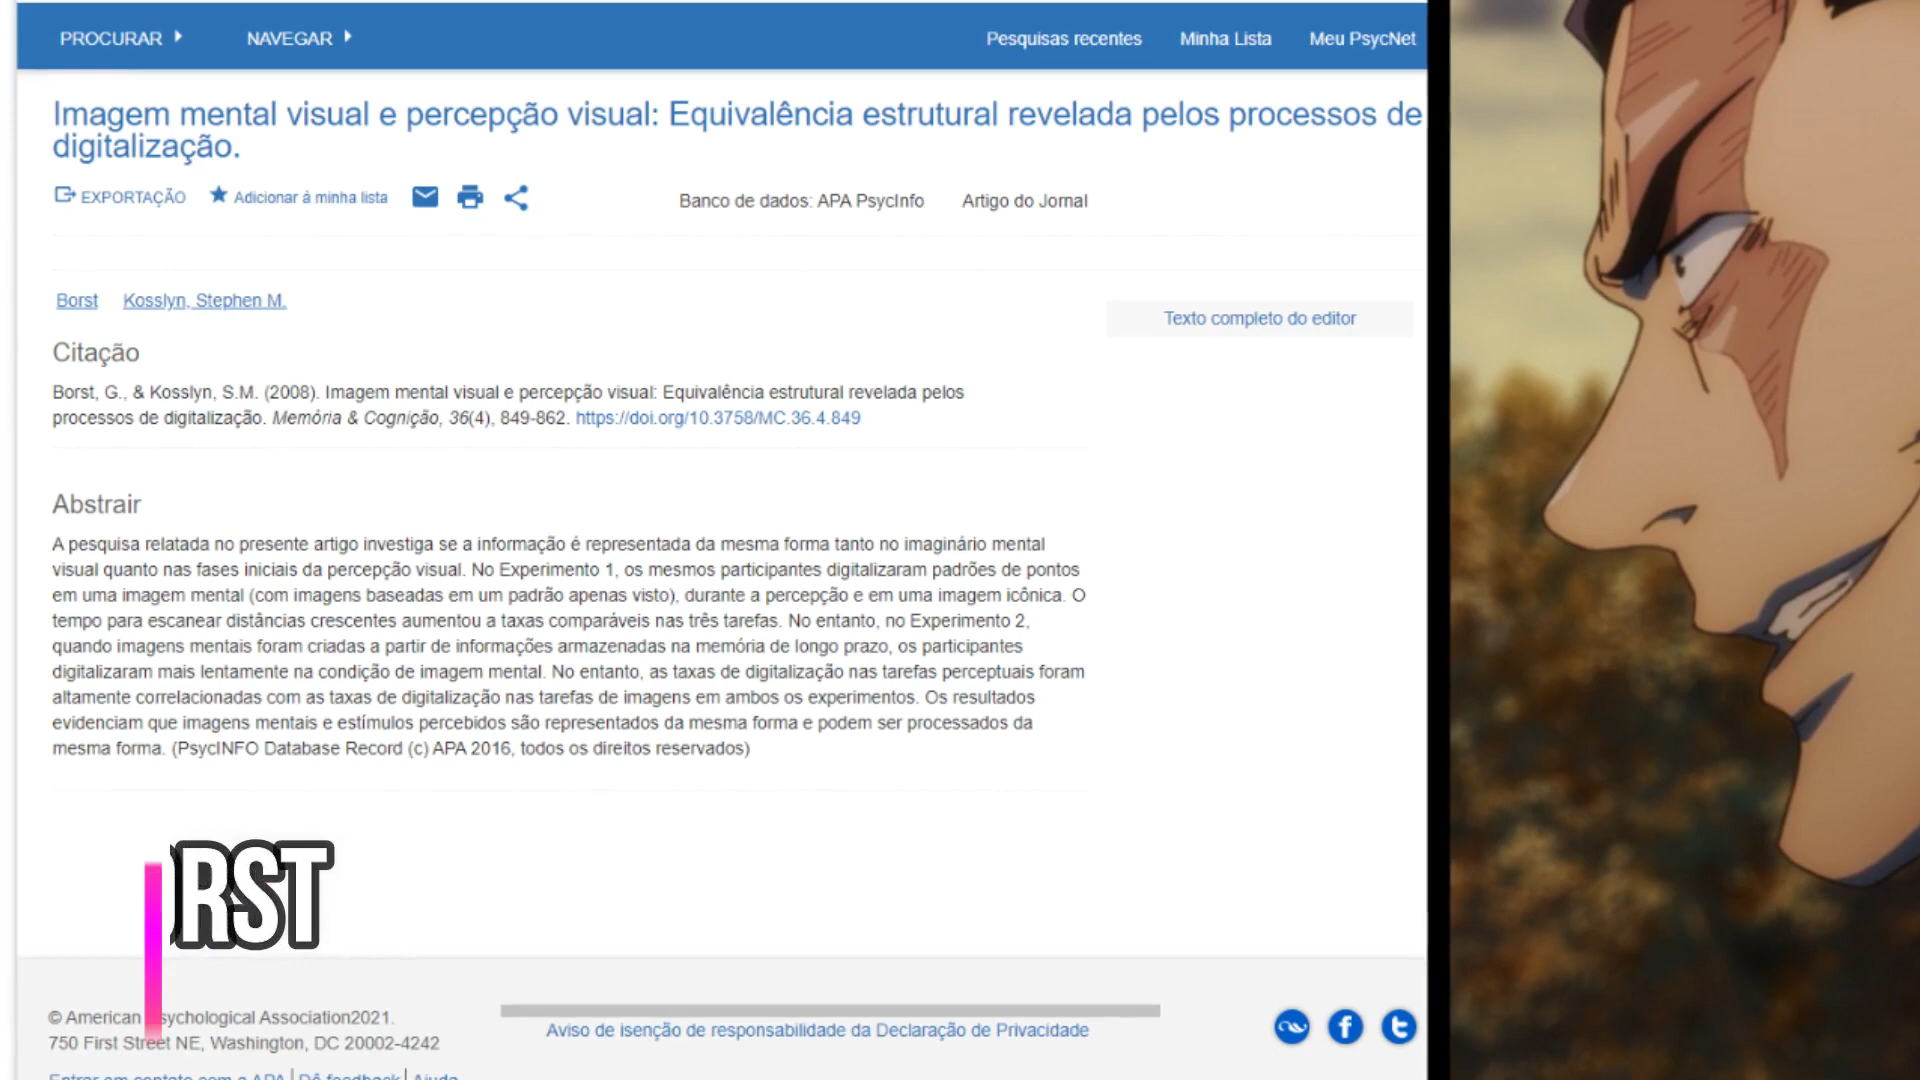 PROCURAR
NAVEGAR
Pesquisas recentes
Minha Lista
Meu PsycNet
Imagem mental visual e percepção visual: Equivalência estrutural revelada pelos processos de
digitalização.
EXPORTAÇÃO
Adicionar à minha lista
Banco de dados: APA PsycInfo
Artigo do Jornal
Borst
Kosslyn, Stephen M.
Texto completo do editor
Citação
Borst, G., & Kosslyn, S.M. (2008). Imagem mental visual e percepção visual: Equivalência estrutural revelada pelos
processos de digitalização. Memória & Cognição, 36(4), 849-862. https://doi.org/10.3758/MC.36.4.849
Abstrair
A pesquisa relatada no presente artigo investiga se a informação é representada da mesma forma tanto no imaginário mental
visual quanto nas fases iniciais da percepção visual. No Experimento 1, os mesmos participantes digitalizaram padrões de pontos
em uma imagem mental (com imagens baseadas em um padrão apenas visto), durante a percepção e em uma imagem icônica. O
tempo para escanear distâncias crescentes aumentou a taxas comparáveis nas três tarefas. No entanto, no Experimento 2,
quando imagens mentais foram criadas a partir de informações armazenadas na memória de longo prazo, os participantes
digitalizaram mais lentamente na condição de imagem mental. No entanto, as taxas de digitalização nas tarefas perceptuais foram
altamente correlacionadas com as taxas de digitalização nas tarefas de imagens em ambos os experimentos. Os resultados
evidenciam que imagens mentais e estímulos percebidos são representados da mesma forma e podem ser processados da
mesma forma. (PsycINFO Database Record (c) APA 2016, todos os direitos reservados)
RST
© American sychological Association2021.
750 First Street NE, Washington, DC 20002-4242
Aviso de isenção de responsabilidade da Declaração de Privacidade
Entrar em contato com a APA | Dê feedback | Ajuda